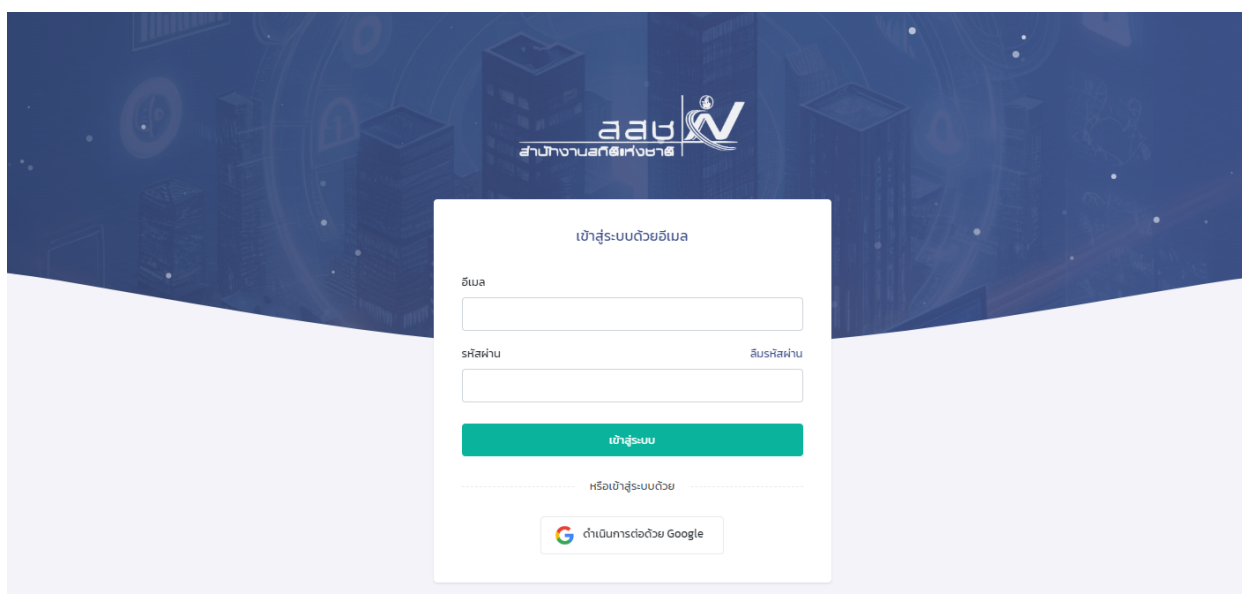 สสช
สำนักงานสถิติแห่งชาติ
เข้าสู่ระบบด้วยอีเมล
อีเมล
รหัสผ่าน ลืมรหัสผ่าน
เข้าสู่ระบบ
หรือเข้าสู่ระบบด้วย
ดำเนินการต่อด้วย Google